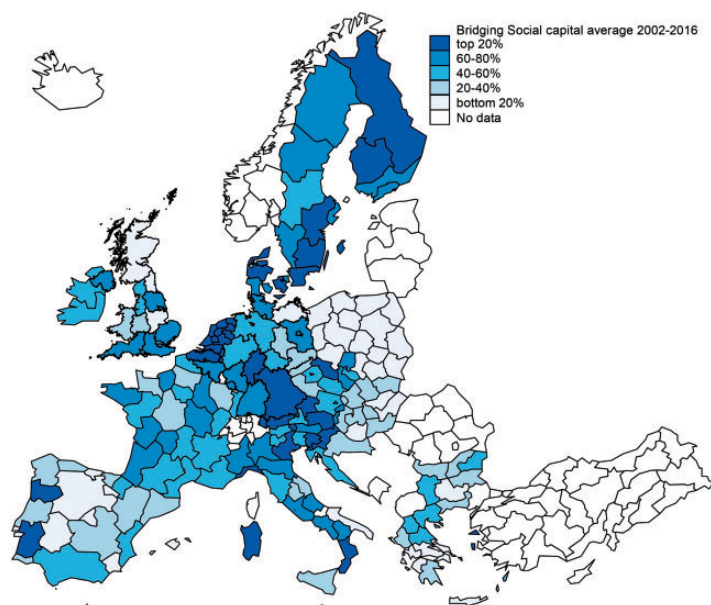 Bridging Social capital average 2002-2016
top 20%
60-80%
40-60%
20-40%
bottom 20%
No data